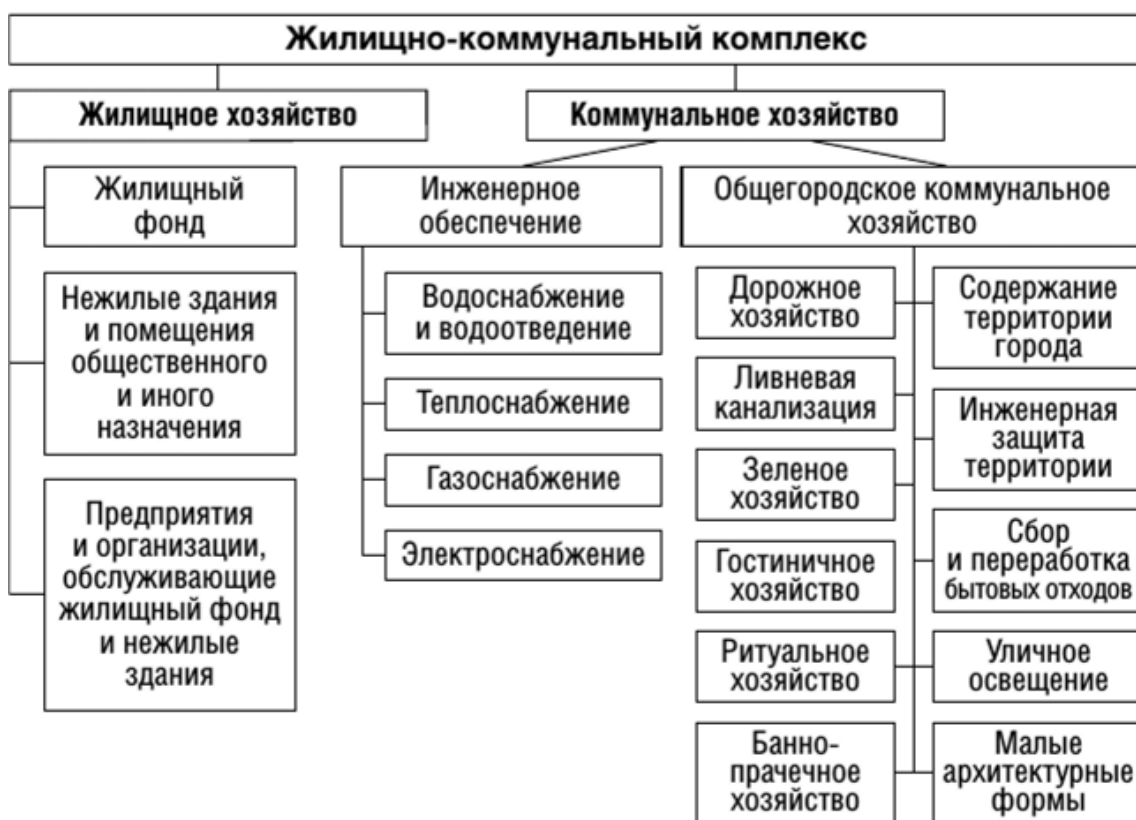 Жилищно-коммунальный комплекс
Жилищное хозяйство
Коммунальное хозяйство
Жилищный
фонд
Нежилые здания
и помещения
общественного
и иного
назначения
Предприятия
и организации,
обслуживающие
жилищный фонд
и нежилые
здания
Инженерное
обеспечение
Водоснабжение
и водоотведение
Теплоснабжение
Газоснабжение
Электроснабжение
Общегородское коммунальное
хозяйство
Дорожное
хозяйство
Ливневая
канализация
Зеленое
хозяйство
Гостиничное
хозяйство
Ритуальное
хозяйство
Банно-
прачечное
хозяйство
Содержание
территории
города
Инженерная
защита
территории
Сбор
и переработка
бытовых отходов
Уличное
освещение
Малые
архитектурные
формы